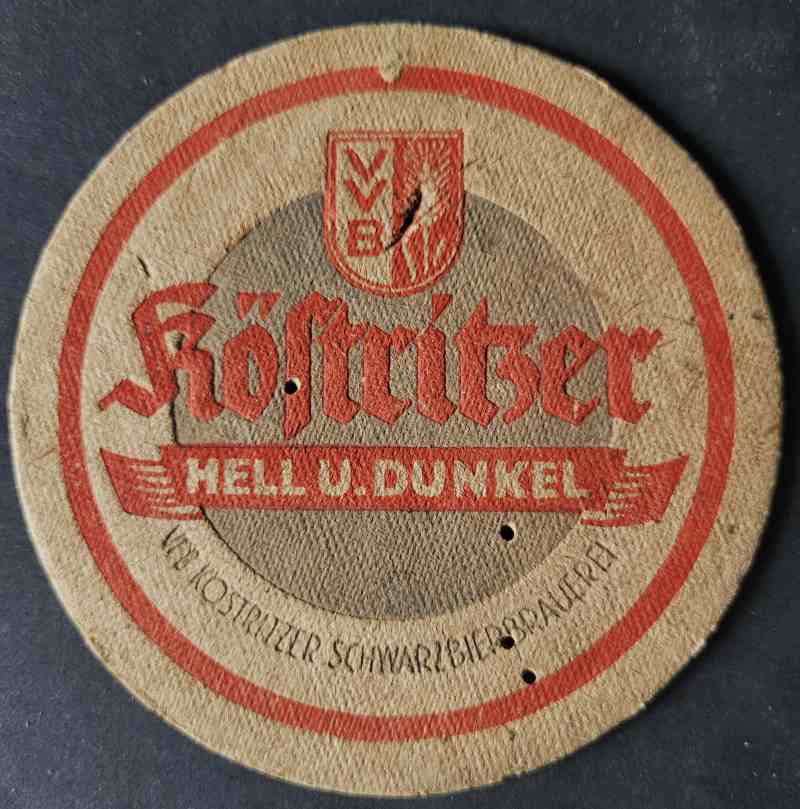 VVB
Köstritzer
HELL U. DUNKEL
VEB KÖSTRITZER SCHWARZBIERBRAUEREI